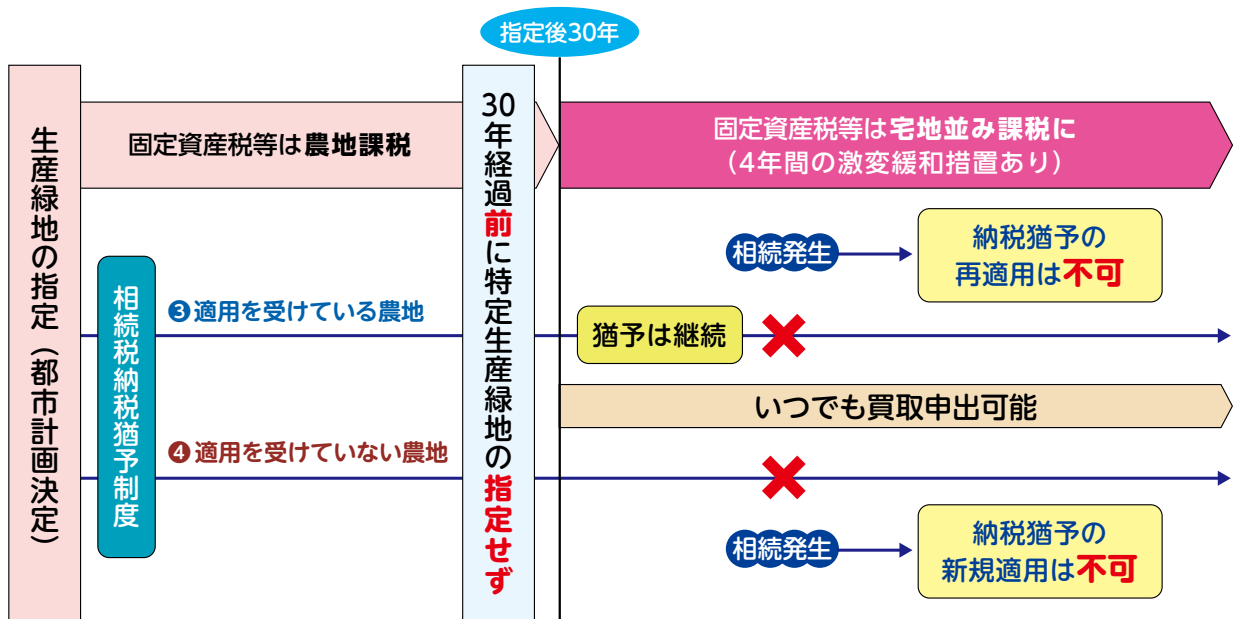 指定後30年
生産緑地の指定（都市計画決定）
固定資産税等は農地課税
30年経過前に特定生産緑地の指定せず
固定資産税等は宅地並み課税に
（4年間の激変緩和措置あり）
相続税納税猶予制度
相続発生
納税猶予の
再適用は不可
❸適用を受けている農地
猶予は継続
いつでも買取申出可能
❹適用を受けていない農地
相続発生
納税猶予の
新規適用は不可